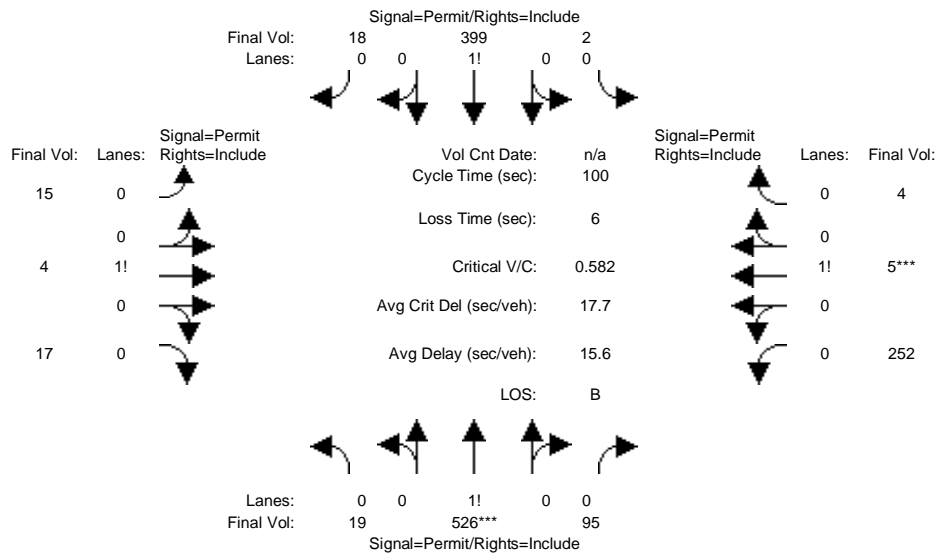 Signal=Permit/Rights=Include
Final Vol: 18 399 2
Lanes: 0 0 1! 0 0
Signal=Permit
Final Vol: Lanes: Rights=Include
Vol Cnt Date: n/a
Signal=Permit
Rights=Include Lanes: Final Vol:
Cycle Time (sec): 100
15 0
0 4
Loss Time (sec): 6
0
0
4 1!
Critical V/C: 0.582
1! 5***
0
Avg Crit Del (sec/veh): 17.7
0
17 0
Avg Delay (sec/veh): 15.6
0 252
LOS: B
Lanes: 0 0 1! 0 0
Final Vol: 19 526*** 95
Signal=Permit/Rights=Include